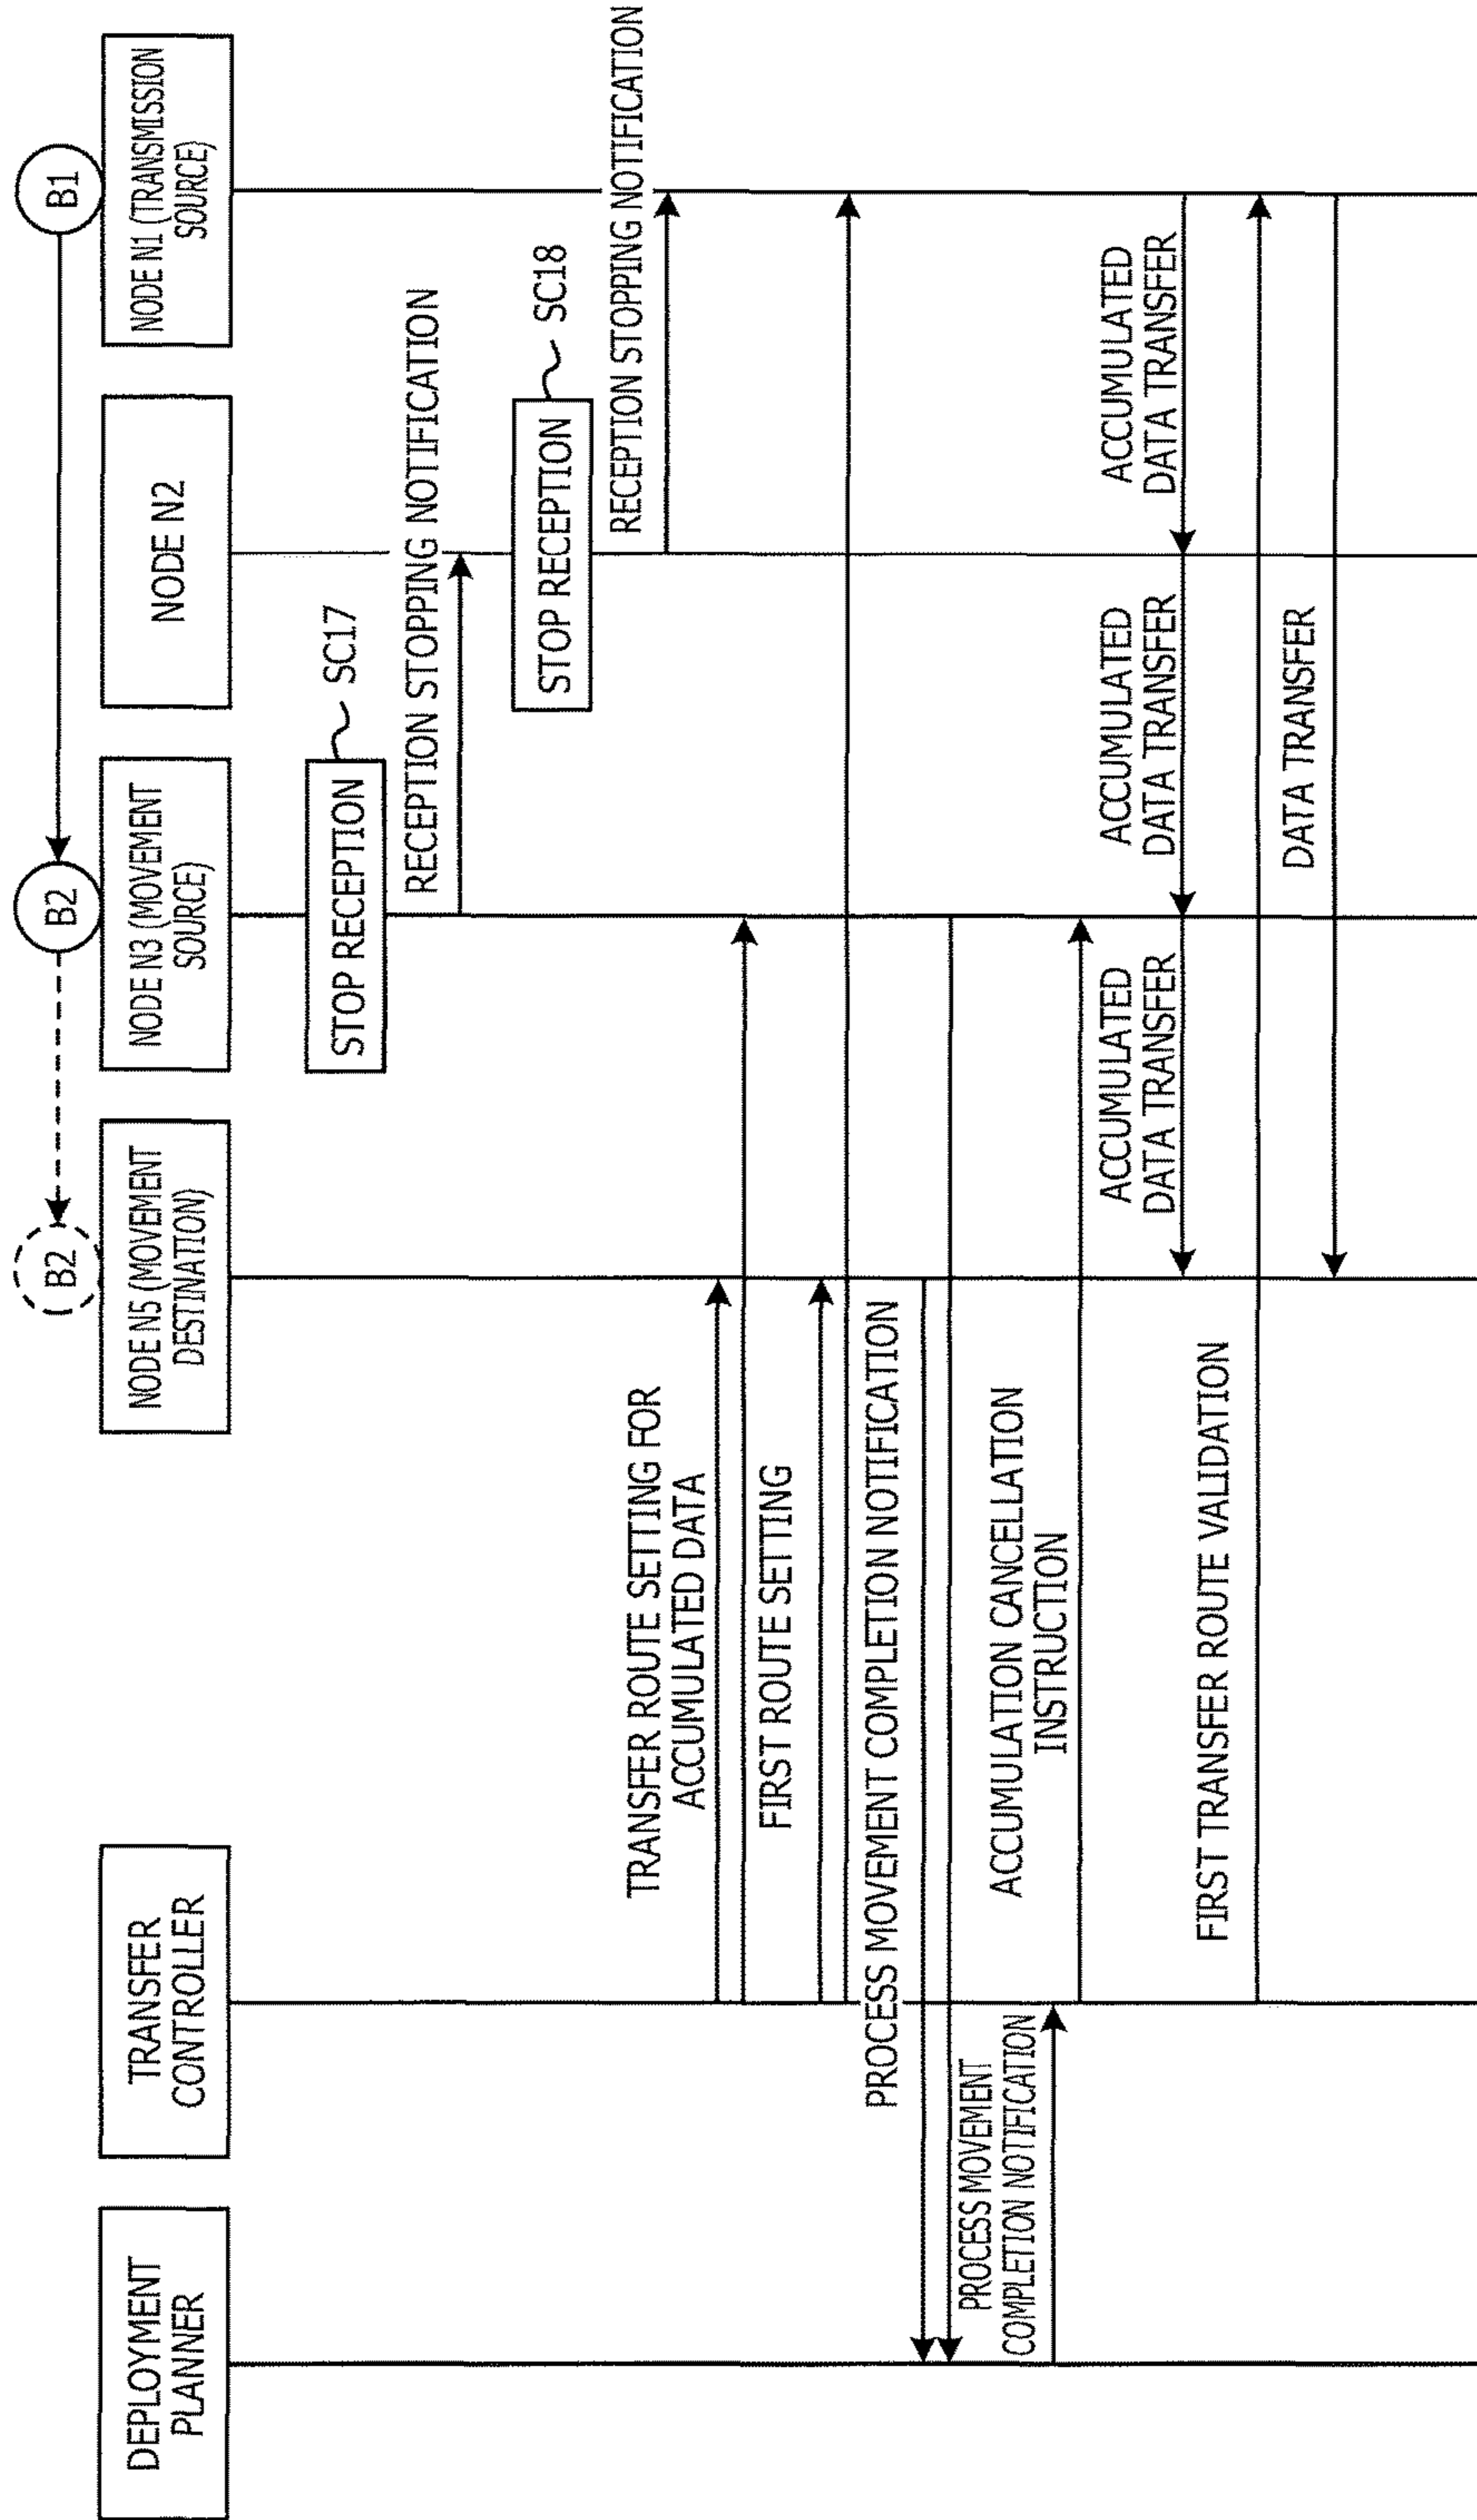 DEPLOYMENT
PLANNER
TRANSFER
CONTROLLER
B2
NODE N5 (MOVEMENT
DESTINATION)
B2
NODE N3 (MOVEMENT
SOURCE)
NODE N2
B1
NODE N1 (TRANSMISSION
SOURCE)
STOP RECEPTION
SC17
RECEPTION STOPPING NOTIFICATION
STOP RECEPTION
SC18
RECEPTION STOPPING NOTIFICATION
TRANSFER ROUTE SETTING FOR
ACCUMULATED DATA
FIRST ROUTE SETTING
PROCESS MOVEMENT COMPLETION NOTIFICATION
PROCESS MOVEMENT
COMPLETION NOTIFICATION
ACCUMULATION CANCELLATION
INSTRUCTION
ACCUMULATED
DATA TRANSFER
ACCUMULATED
DATA TRANSFER
ACCUMULATED
DATA TRANSFER
FIRST TRANSFER ROUTE VALIDATION
DATA TRANSFER